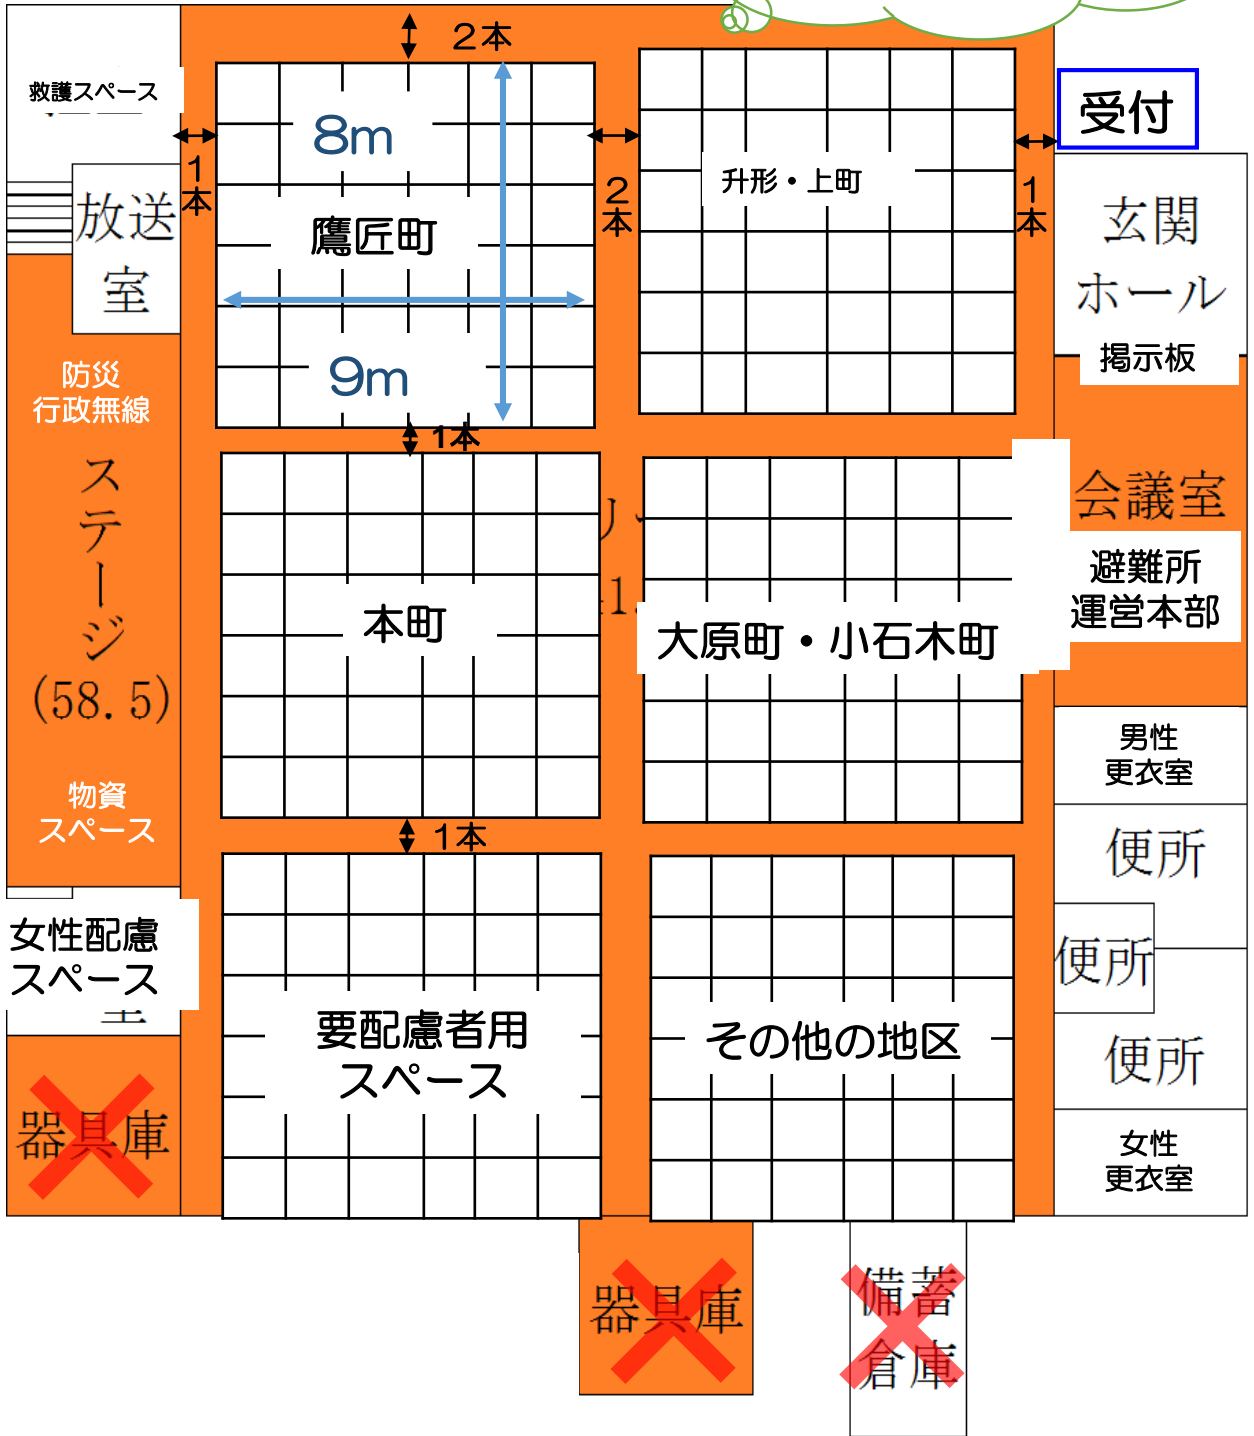 2本
救護スペース
受付
8m
1
本
2
本
升形・上町
1
本
放送
室
鷹匠町
玄関
ホール
掲示板
9m
防災
行政無線
1本
ステージ
(58.5)
会議室
避難所
運営本部
本町
大原町・小石木町
男性
更衣室
物資
スペース
1本
便所
女性配慮
スペース
便所
要配慮者用
スペース
その他の地区
便所
器具庫
女性
更衣室
器具庫
備蓄
倉庫